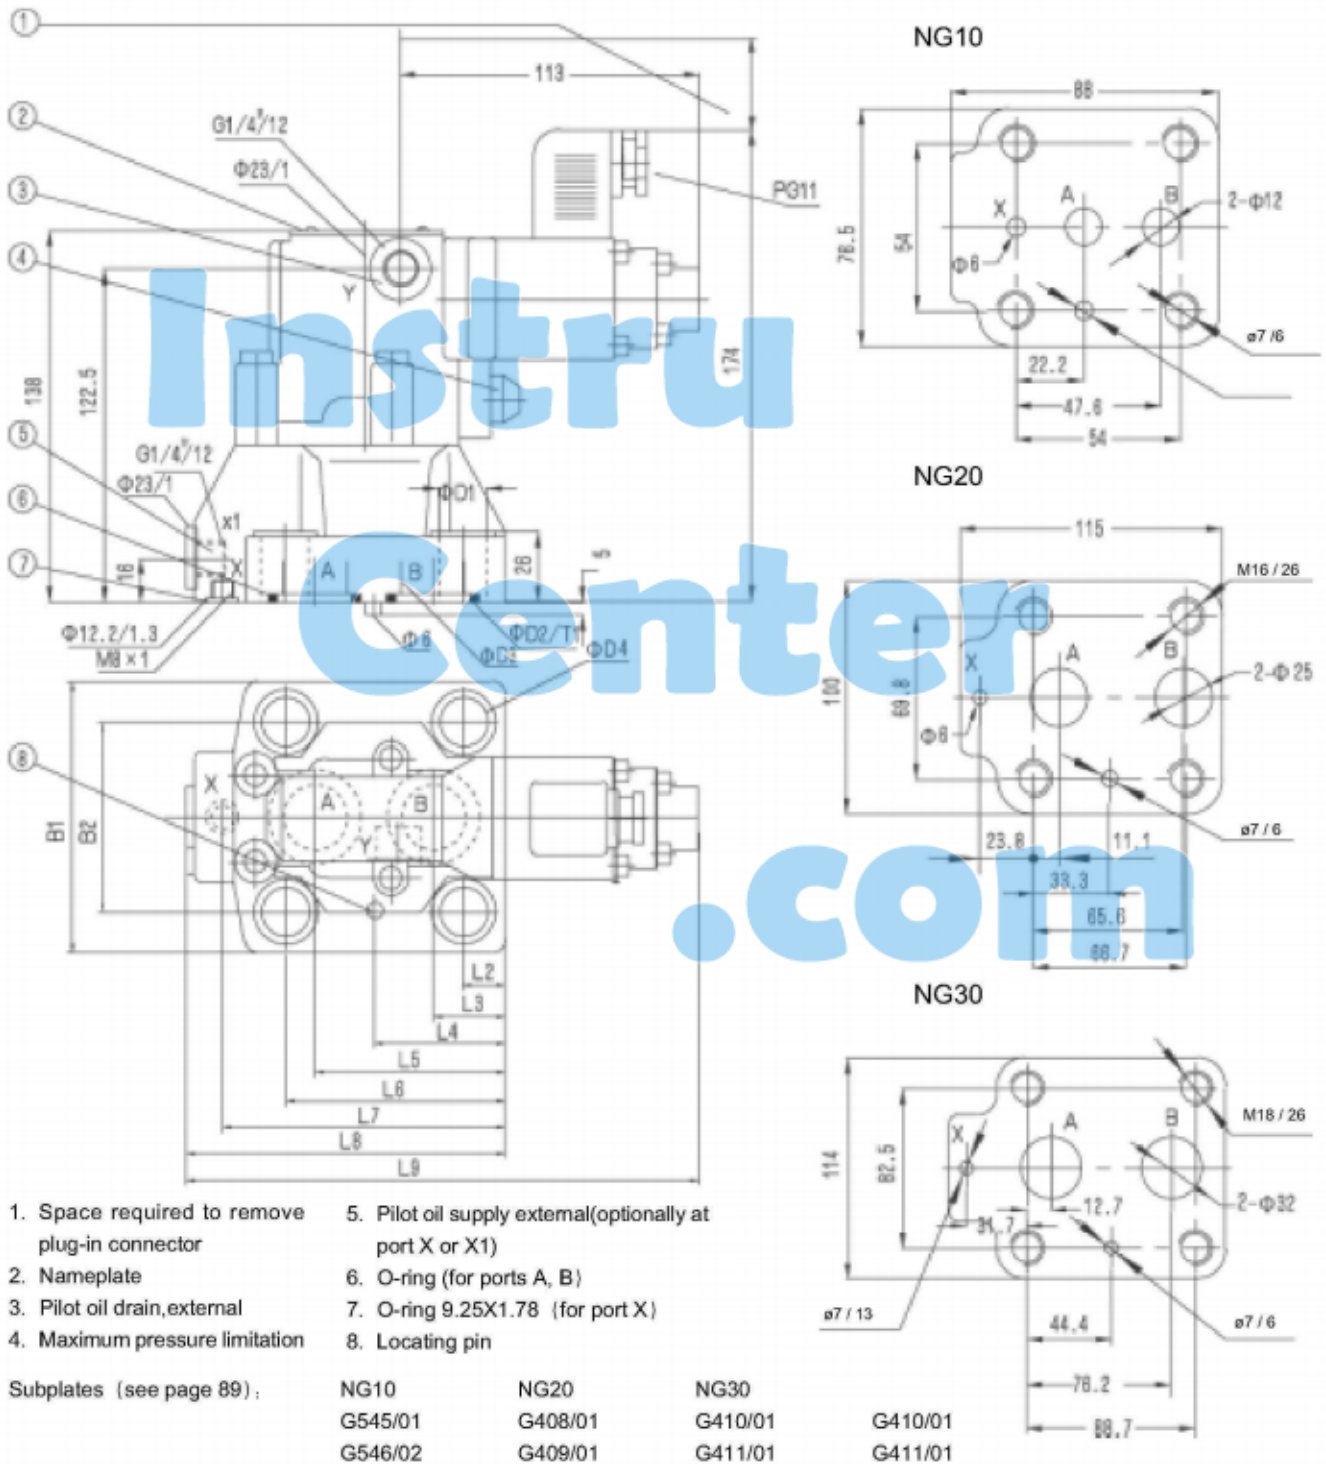 1
113
G1/4"/12
Φ23/1
2
3
4
PG11
Y
138
122.5
174
5
G1/4"/12
Φ23/1
6
x1
ΦD1
7
16
X
A
B
26
5
Φ12.2/1.3
M8×1
Φ6
ΦD2/T1
ΦD3
ΦD4
8
X
A
B
Y
B1
B2
L2
L3
L4
L5
L6
L7
L8
L9
Instru
Center
.com
NG10
88
78.5
54
X
A
B
2-Φ12
Φ6
ø7 /6
22.2
47.6
54
NG20
115
M16 / 26
100
69.8
X
A
B
2-Φ25
Φ6
ø7 / 6
23.8
11.1
33.3
65.6
66.7
NG30
M18 / 26
114
82.5
X
A
B
2-Φ32
12.7
31.7
ø7 / 13
ø7 / 6
44.4
76.2
88.7
1. Space required to remove
plug-in connector
2. Nameplate
3. Pilot oil drain,external
4. Maximum pressure limitation
5. Pilot oil supply external(optionally at
port X or X1)
6. O-ring (for ports A, B)
7. O-ring 9.25X1.78 (for port X)
8. Locating pin
Subplates (see page 89): NG10 NG20 NG30
G545/01 G408/01 G410/01 G410/01
G546/02 G409/01 G411/01 G411/01